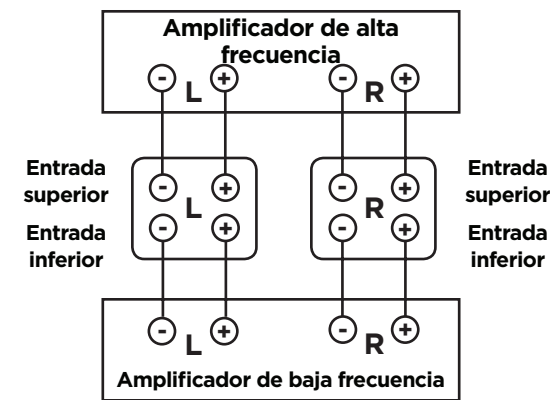 Amplificador de alta
frecuencia
- L + - R +
Entrada
superior
- L + - R +
Entrada
superior
Entrada
inferior
- + - +
Entrada
inferior
- L + - R +
Amplificador de baja frecuencia